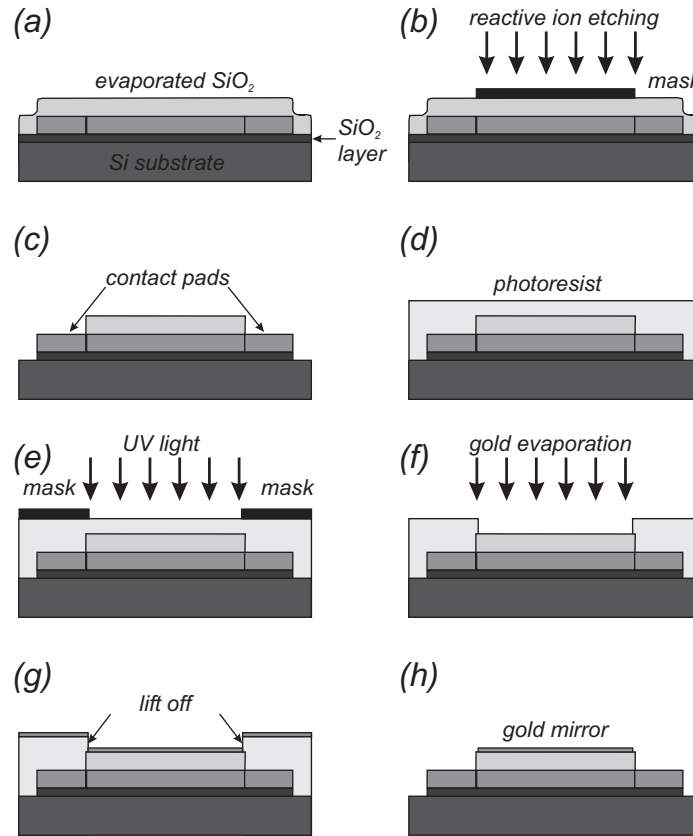 (a)
evaporated SiO₂
SiO₂
layer
Si substrate
(b)
reactive ion etching
mask
(c)
contact pads
(d)
photoresist
(e)
UV light
mask
mask
(f)
gold evaporation
(g)
lift off
(h)
gold mirror